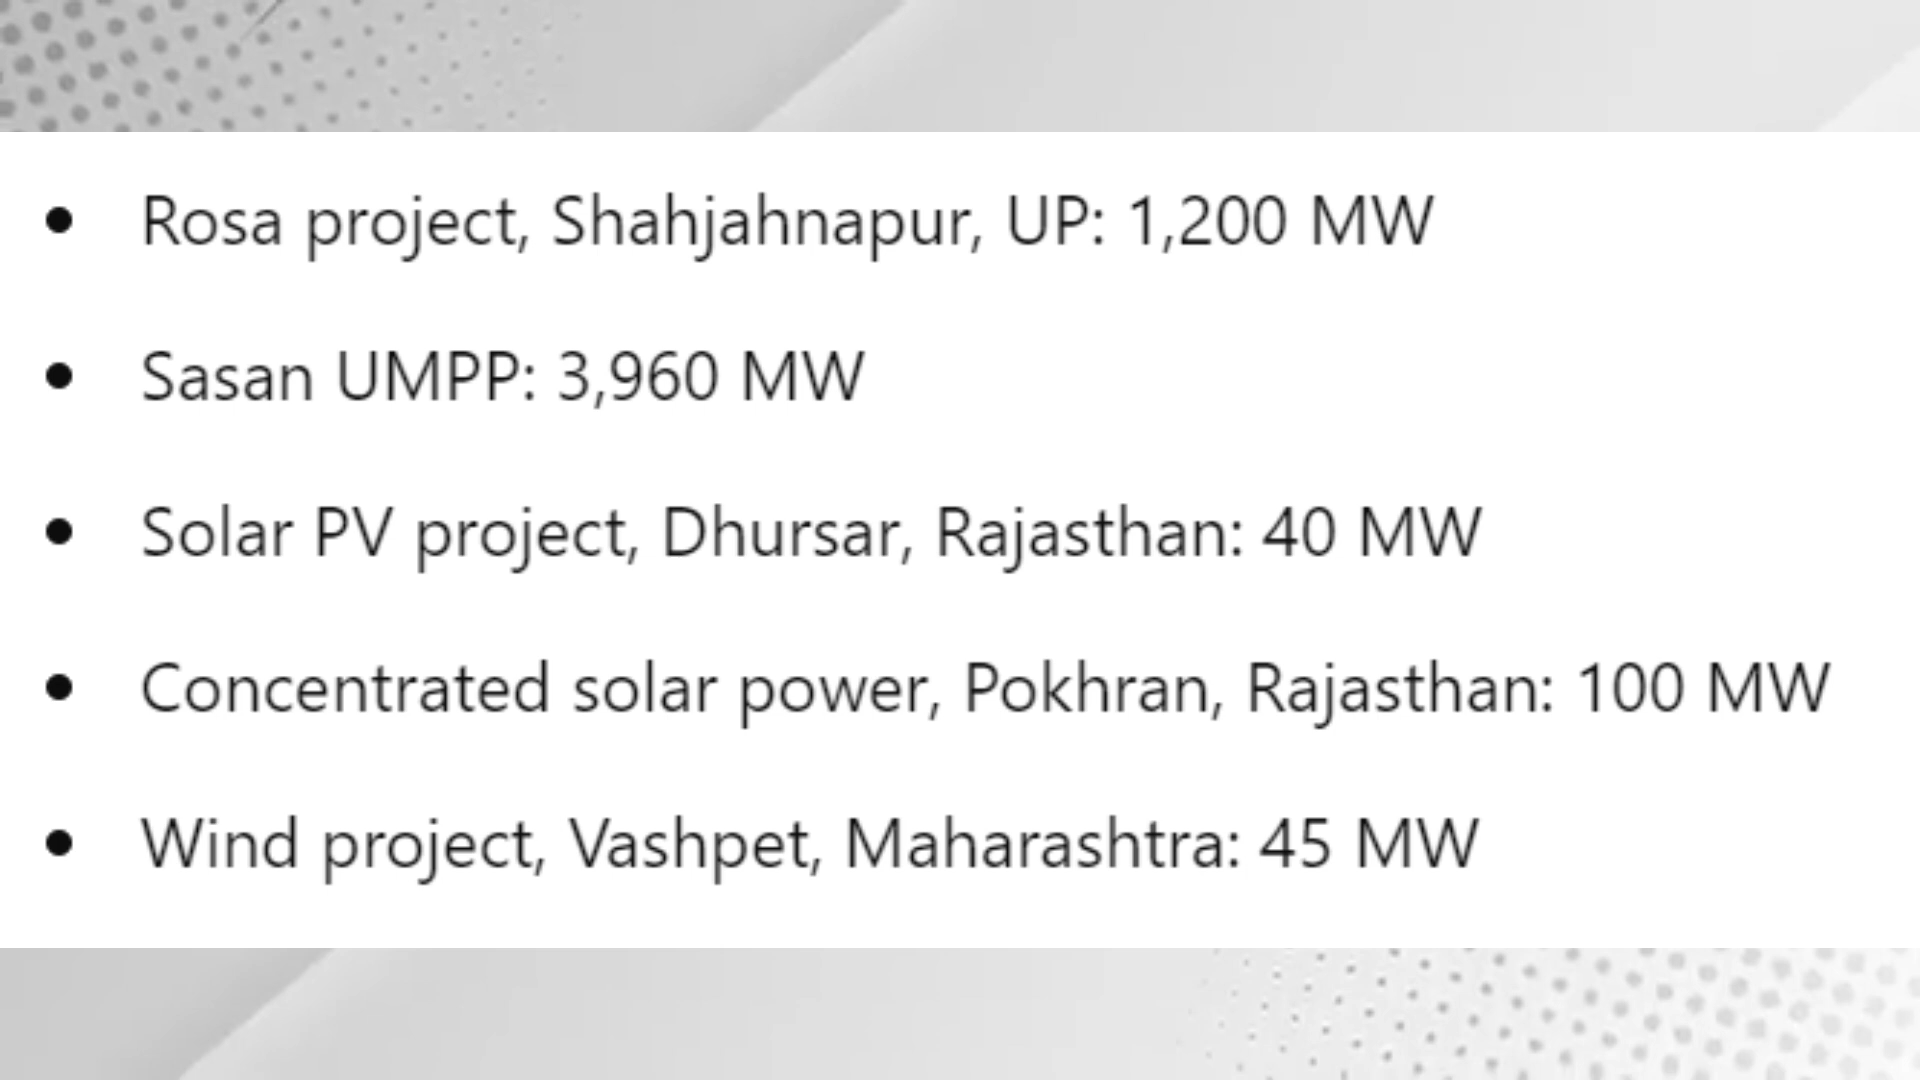 • Rosa project, Shahjahnapur, UP: 1,200 MW
• Sasan UMPP: 3,960 MW
• Solar PV project, Dhursar, Rajasthan: 40 MW
• Concentrated solar power, Pokhran, Rajasthan: 100 MW
• Wind project, Vashpet, Maharashtra: 45 MW